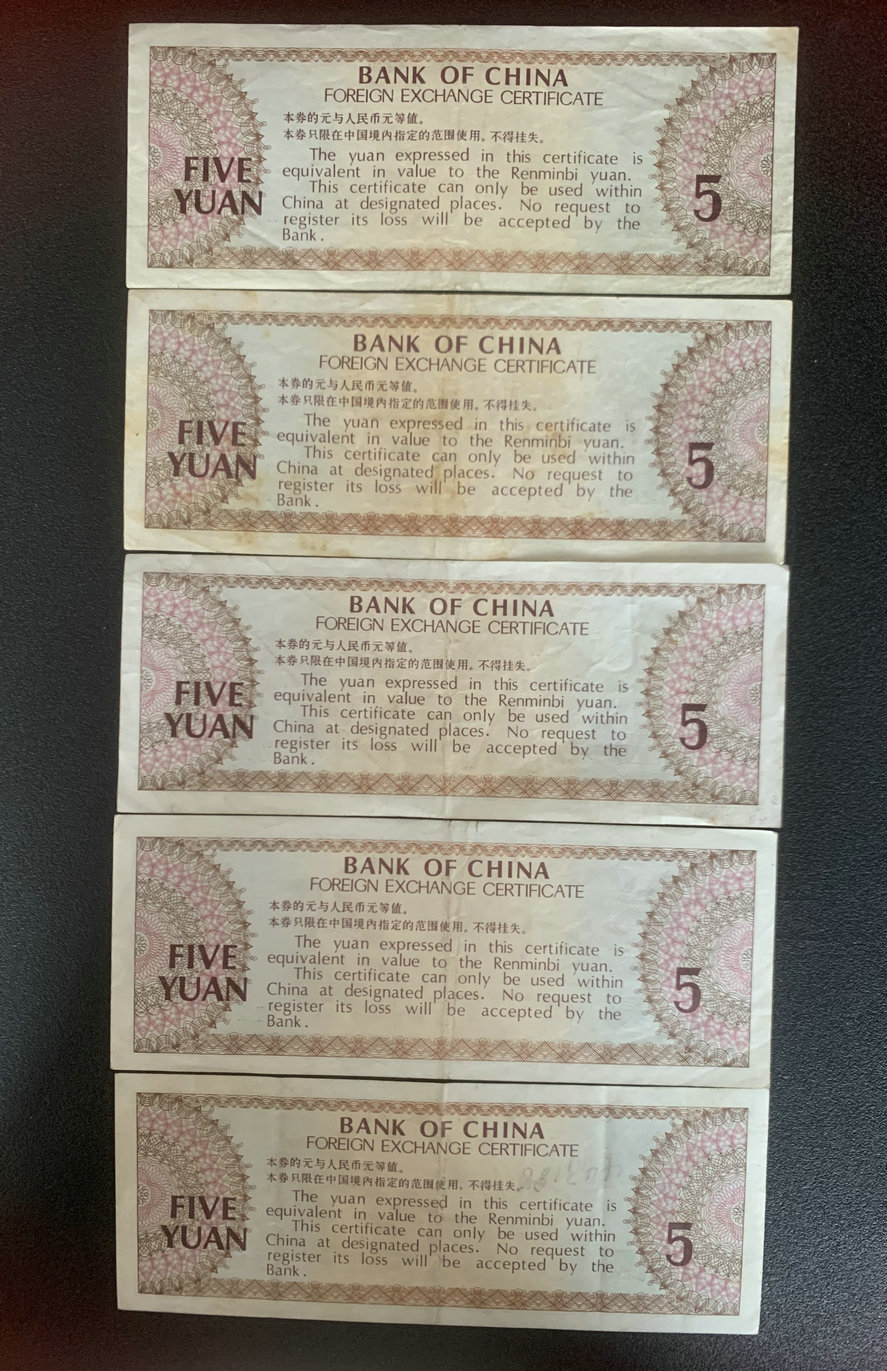 BANK OF CHINA
FOREIGN EXCHANGE CERTIFICATE
本券的元与人民币元等值。
本券只限在中国境内指定的范围使用。不得挂失。
The yuan expressed in this certificate is
equivalent in value to the Renminbi yuan.
This certificate can only be used within
China at designated places. No request to
register its loss will be accepted by the
Bank.
FIVE
YUAN
5
BANK OF CHINA
FOREIGN EXCHANGE CERTIFICATE
本券的元与人民币元等值。
本券只限在中国境内指定的范围使用。不得挂失。
The yuan expressed in this certificate is
equivalent in value to the Renminbi yuan.
This certificate can only be used within
China at designated places. No request to
register its loss will be accepted by the
Bank.
FIVE
YUAN
5
BANK OF CHINA
FOREIGN EXCHANGE CERTIFICATE
本券的元与人民币元等值。
本券只限在中国境内指定的范围使用。不得挂失。
The yuan expressed in this certificate is
equivalent in value to the Renminbi yuan.
This certificate can only be used within
China at designated places. No request to
register its loss will be accepted by the
Bank.
FIVE
YUAN
5
BANK OF CHINA
FOREIGN EXCHANGE CERTIFICATE
本券的元与人民币元等值。
本券只限在中国境内指定的范围使用。不得挂失。
The yuan expressed in this certificate is
equivalent in value to the Renminbi yuan.
This certificate can only be used within
China at designated places. No request to
register its loss will be accepted by the
Bank.
FIVE
YUAN
5
BANK OF CHINA
FOREIGN EXCHANGE CERTIFICATE
本券的元与人民币元等值。
本券只限在中国境内指定的范围使用。不得挂失。
The yuan expressed in this certificate is
equivalent in value to the Renminbi yuan.
This certificate can only be used within
China at designated places. No request to
register its loss will be accepted by the
Bank.
FIVE
YUAN
5